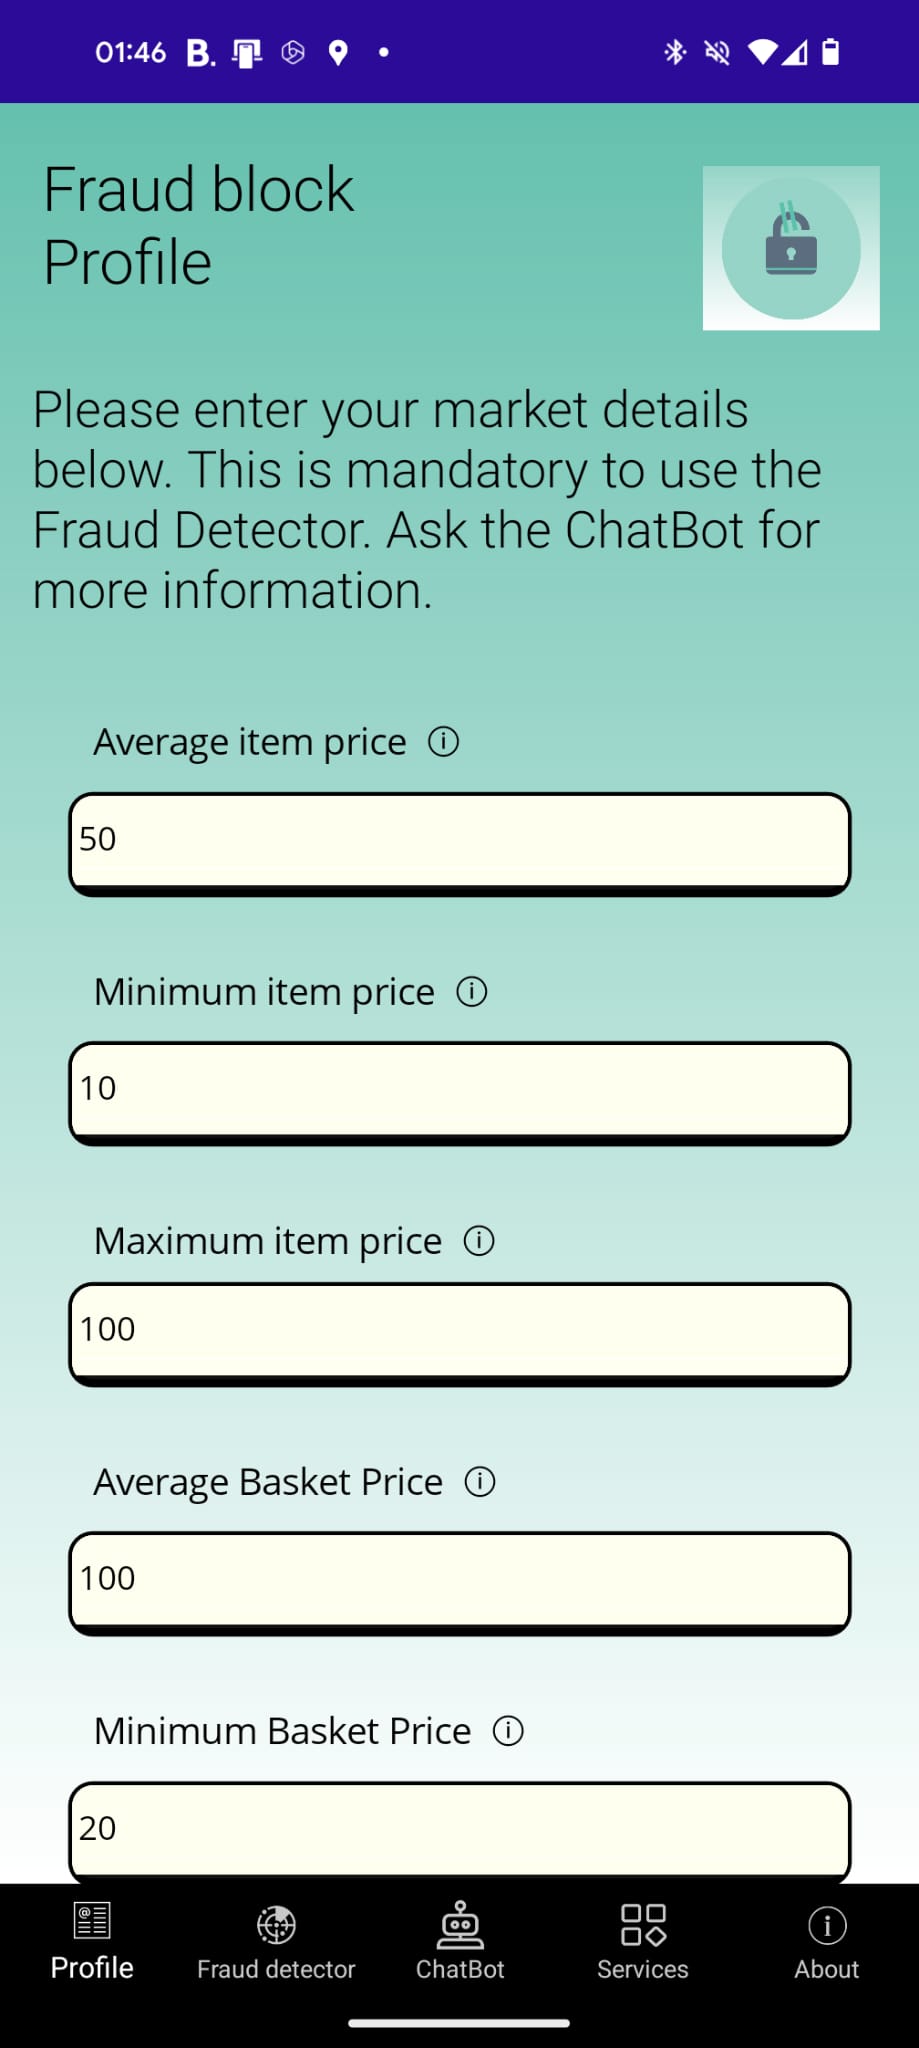 01:46 B.
Fraud block
Profile
Please enter your market details
below. This is mandatory to use the
Fraud Detector. Ask the ChatBot for
more information.
Average item price
50
Minimum item price
10
Maximum item price
100
Average Basket Price
100
Minimum Basket Price
20
Profile Fraud detector ChatBot Services About